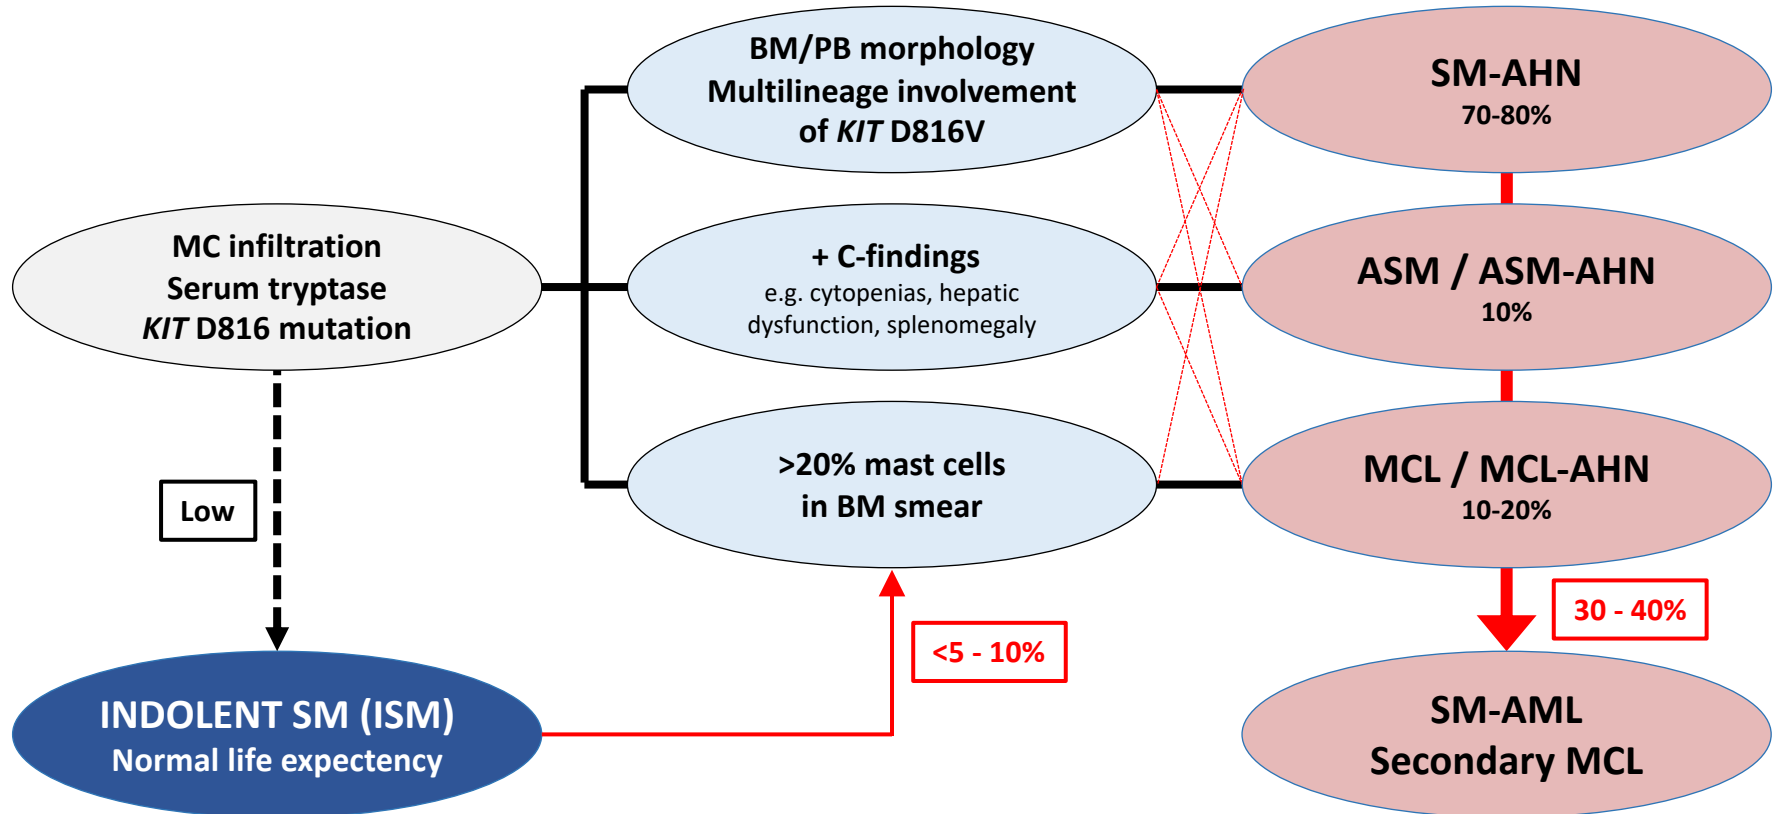 BM/PB morphology
Multilineage involvement
of KIT D816V
SM-AHN
70-80%
MC infiltration
Serum tryptase
KIT D816 mutation
+ C-findings
e.g. cytopenias, hepatic
dysfunction, splenomegaly
ASM / ASM-AHN
10%
>20% mast cells
in BM smear
MCL / MCL-AHN
10-20%
Low
<5 - 10%
30 - 40%
INDOLENT SM (ISM)
Normal life expectency
SM-AML
Secondary MCL